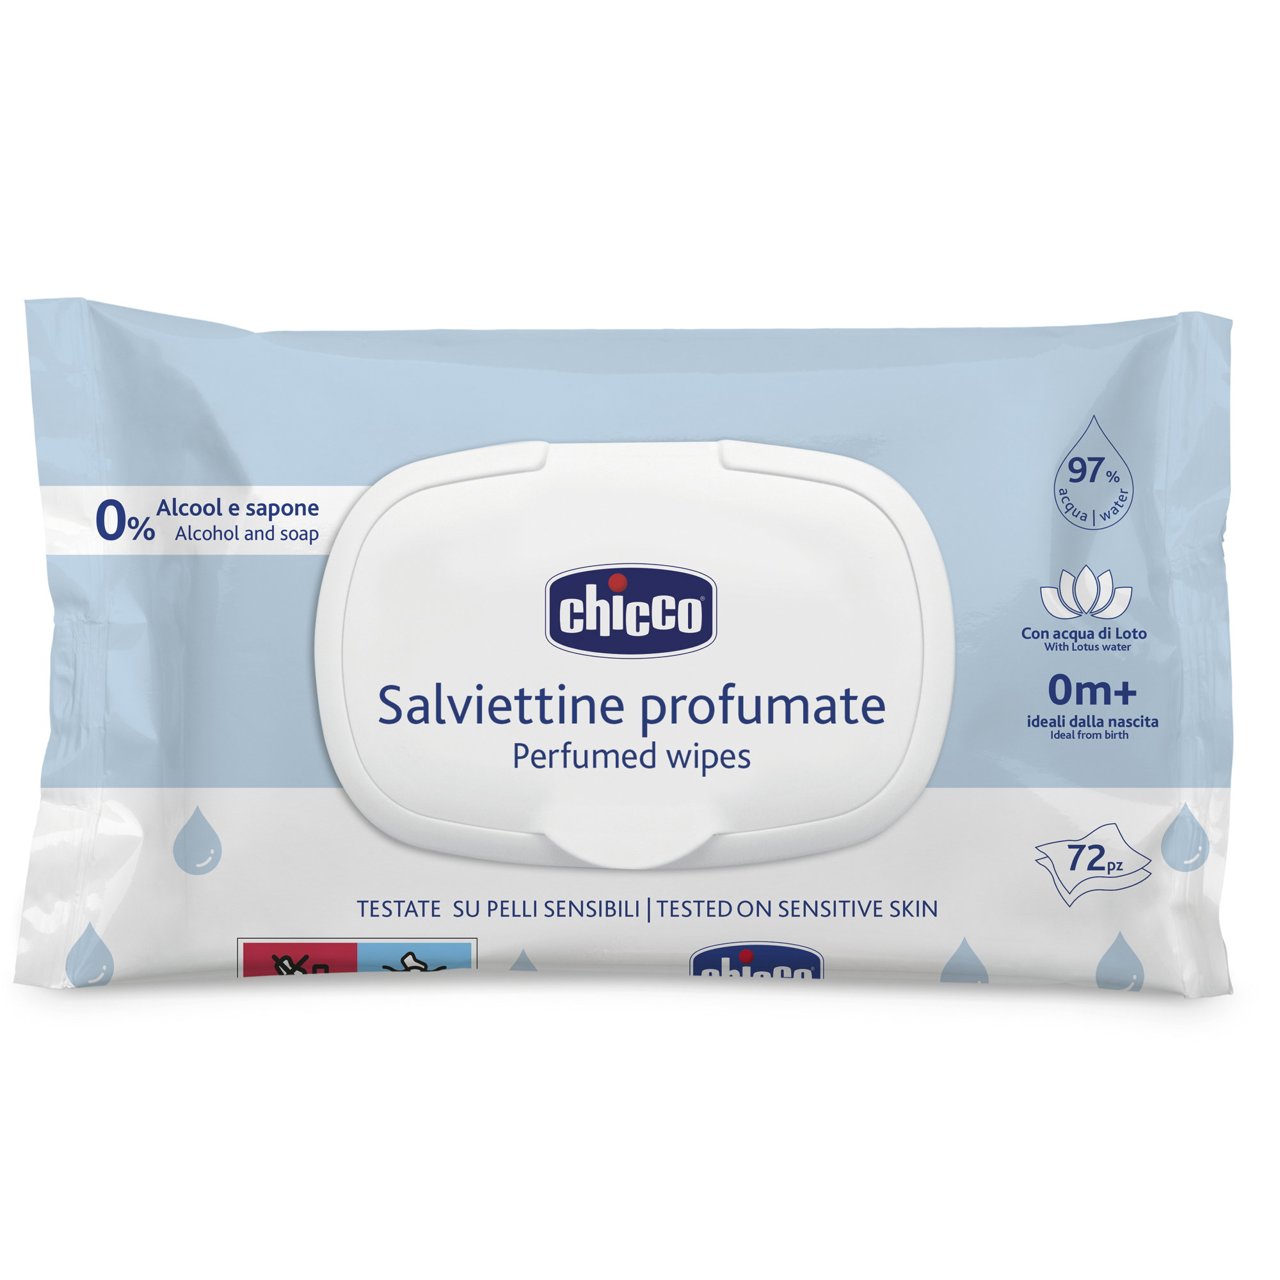 97%
acqua | water
0%
Alcool e sapone
Alcohol and soap
chicco®
Con acqua di Loto
With Lotus water
Salviettine profumate
Perfumed wipes
0m+
ideali dalla nascita
Ideal from birth
72pz
TESTATE SU PELLI SENSIBILI | TESTED ON SENSITIVE SKIN
chicco